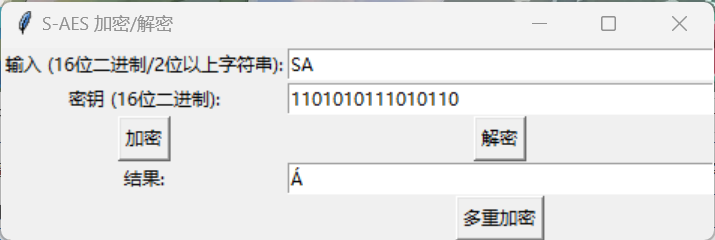 S-AES 加密/解密
输入 (16位二进制/2位以上字符串): SA
密钥 (16位二进制): 1101010111010110
加密 解密
结果: Á
多重加密